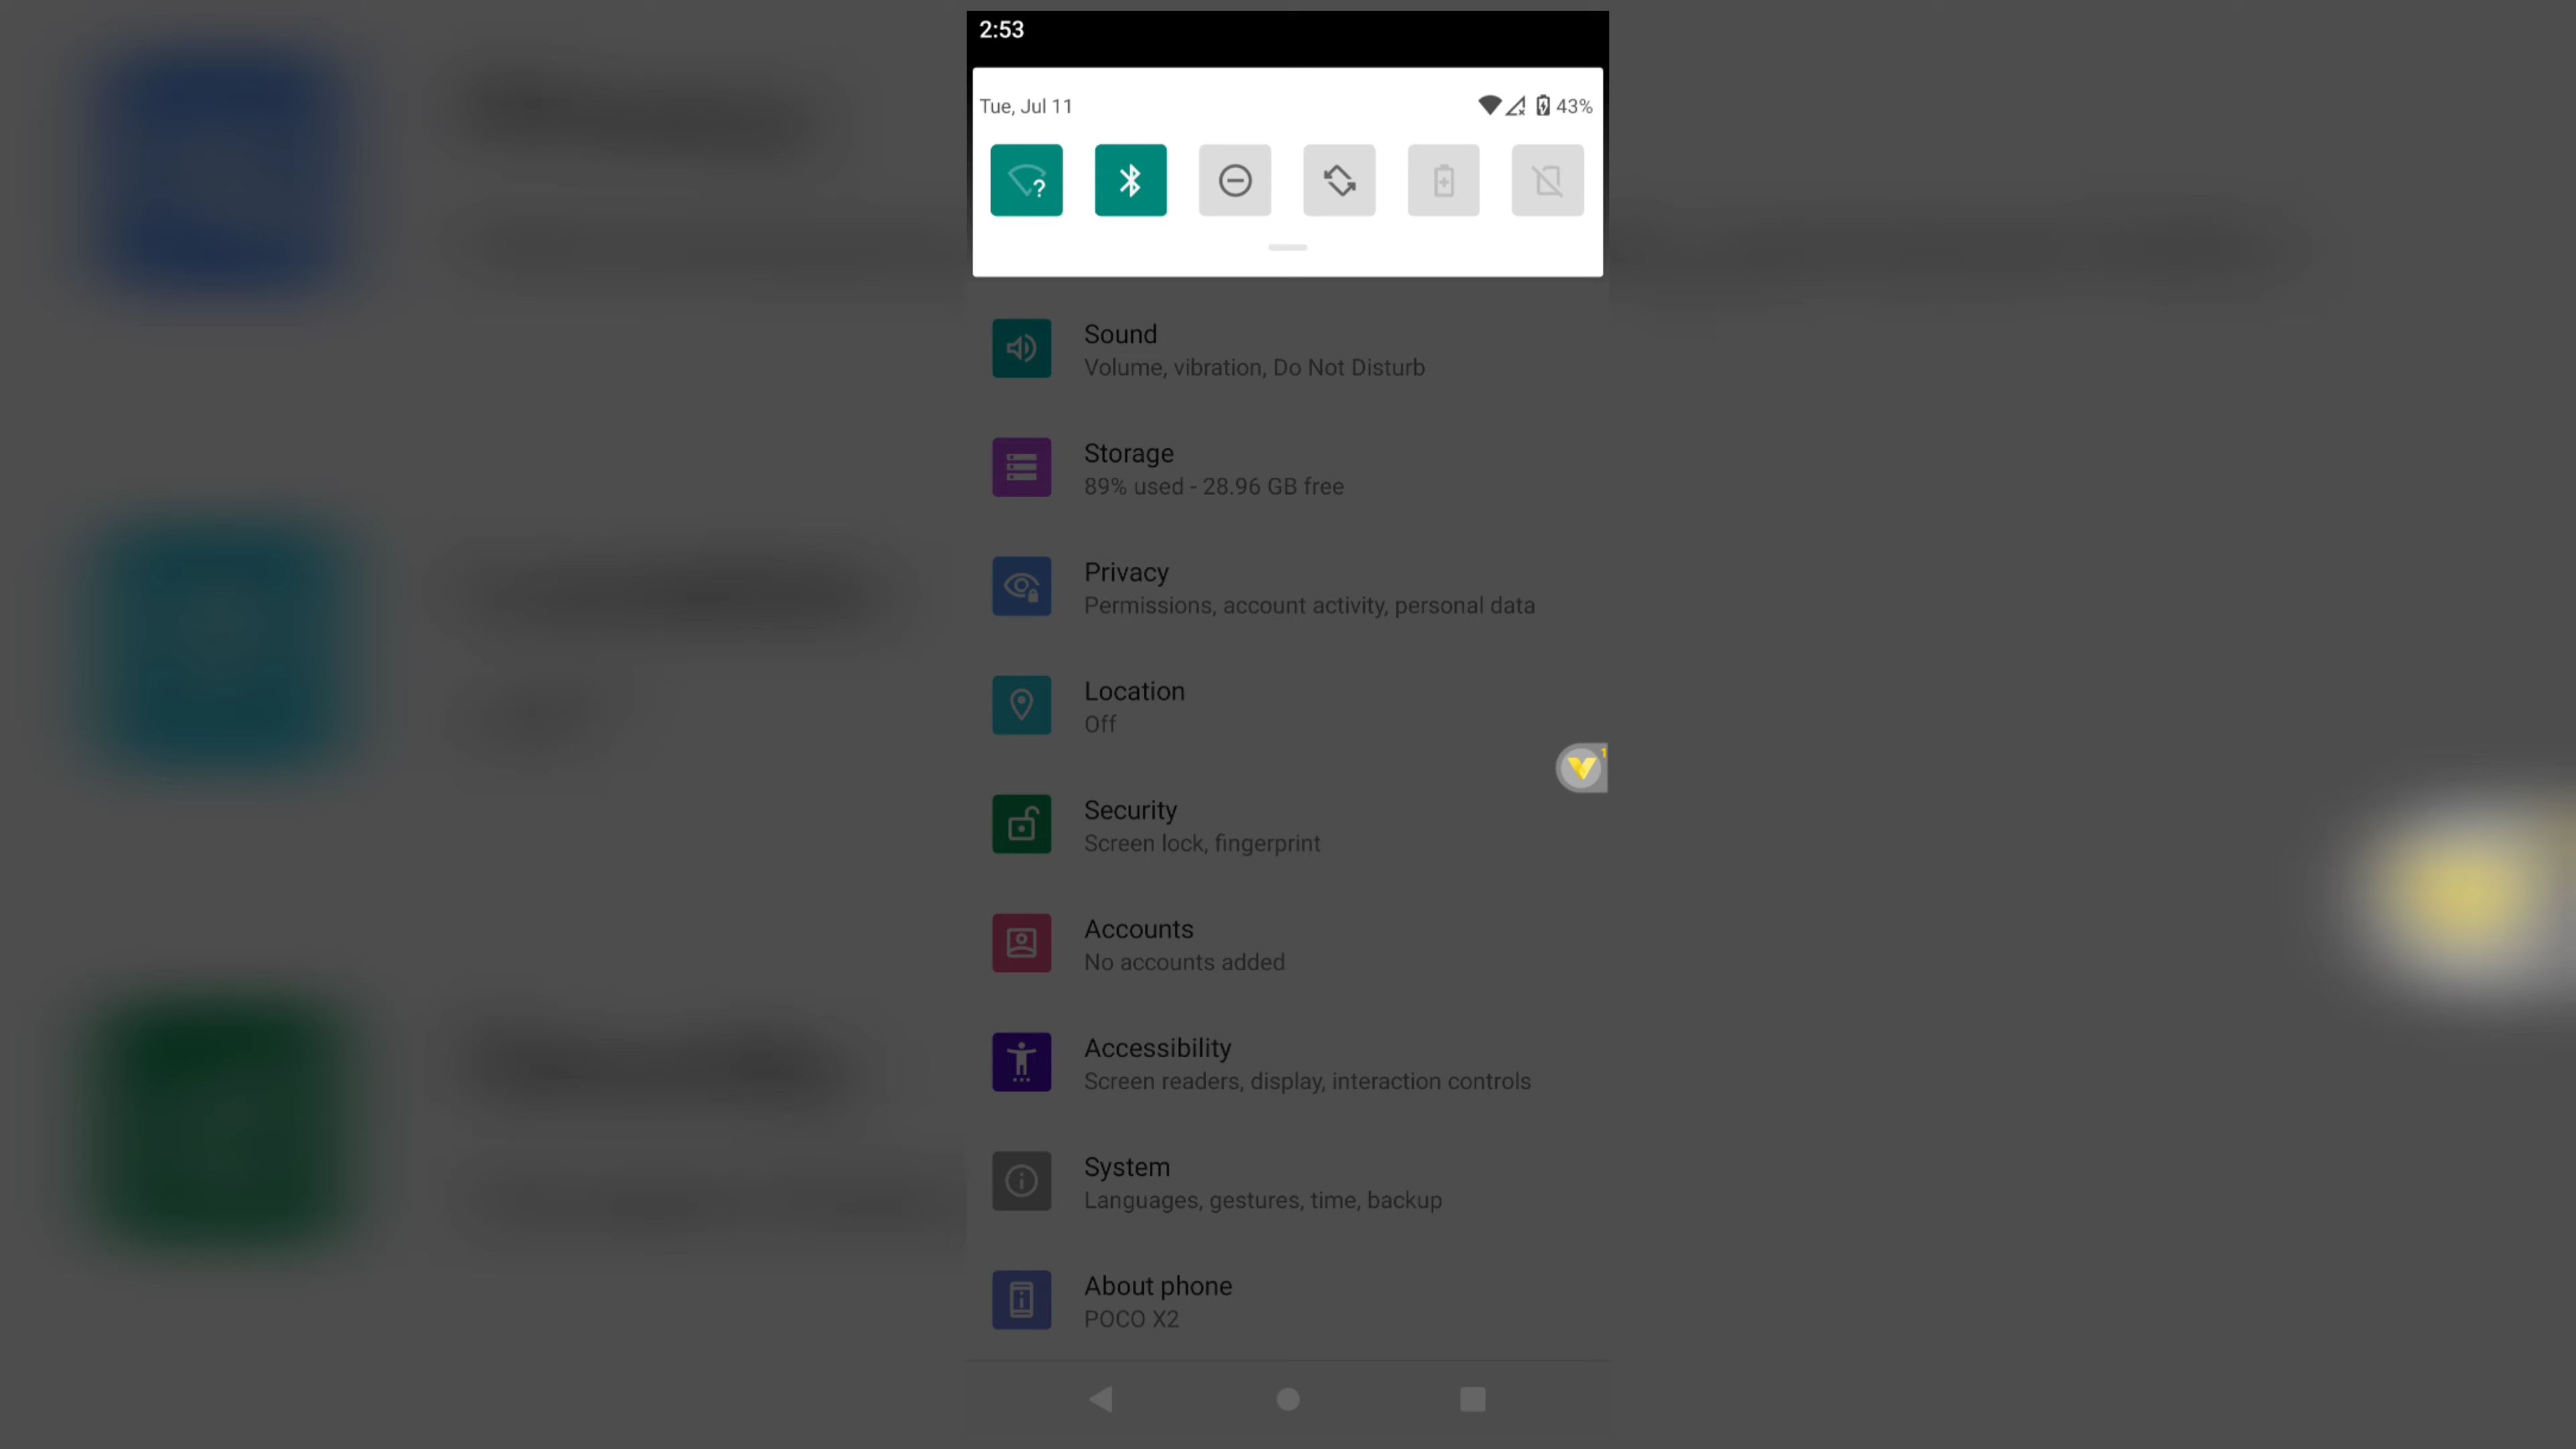 2:53
Tue, Jul 11
43%
?
Sound
Volume, vibration, Do Not Disturb
Storage
89% used - 28.96 GB free
Privacy
Permissions, account activity, personal data
Location
Off
1
Security
Screen lock, fingerprint
Accounts
No accounts added
Accessibility
Screen readers, display, interaction controls
System
Languages, gestures, time, backup
About phone
POCO X2